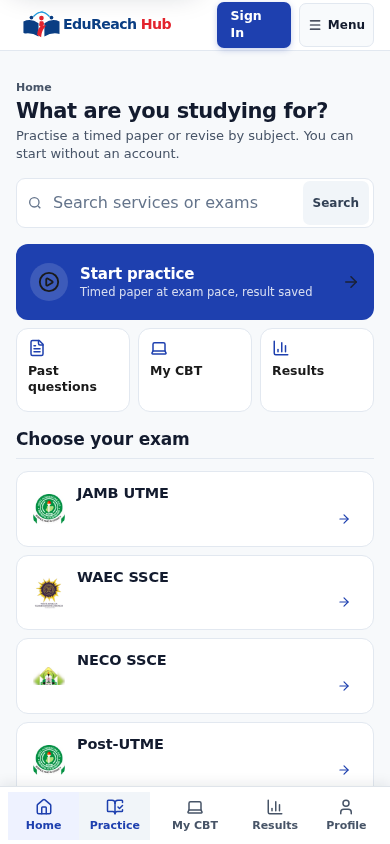 EduReach Hub
Sign
In
Menu
Home
What are you studying for?
Practise a timed paper or revise by subject. You can
start without an account.
Search services or exams
Search
Start practice
Timed paper at exam pace, result saved
Past
questions
My CBT
Results
Choose your exam
JAMB UTME
WAEC SSCE
NECO SSCE
Post-UTME
Home
Practice
My CBT
Results
Profile